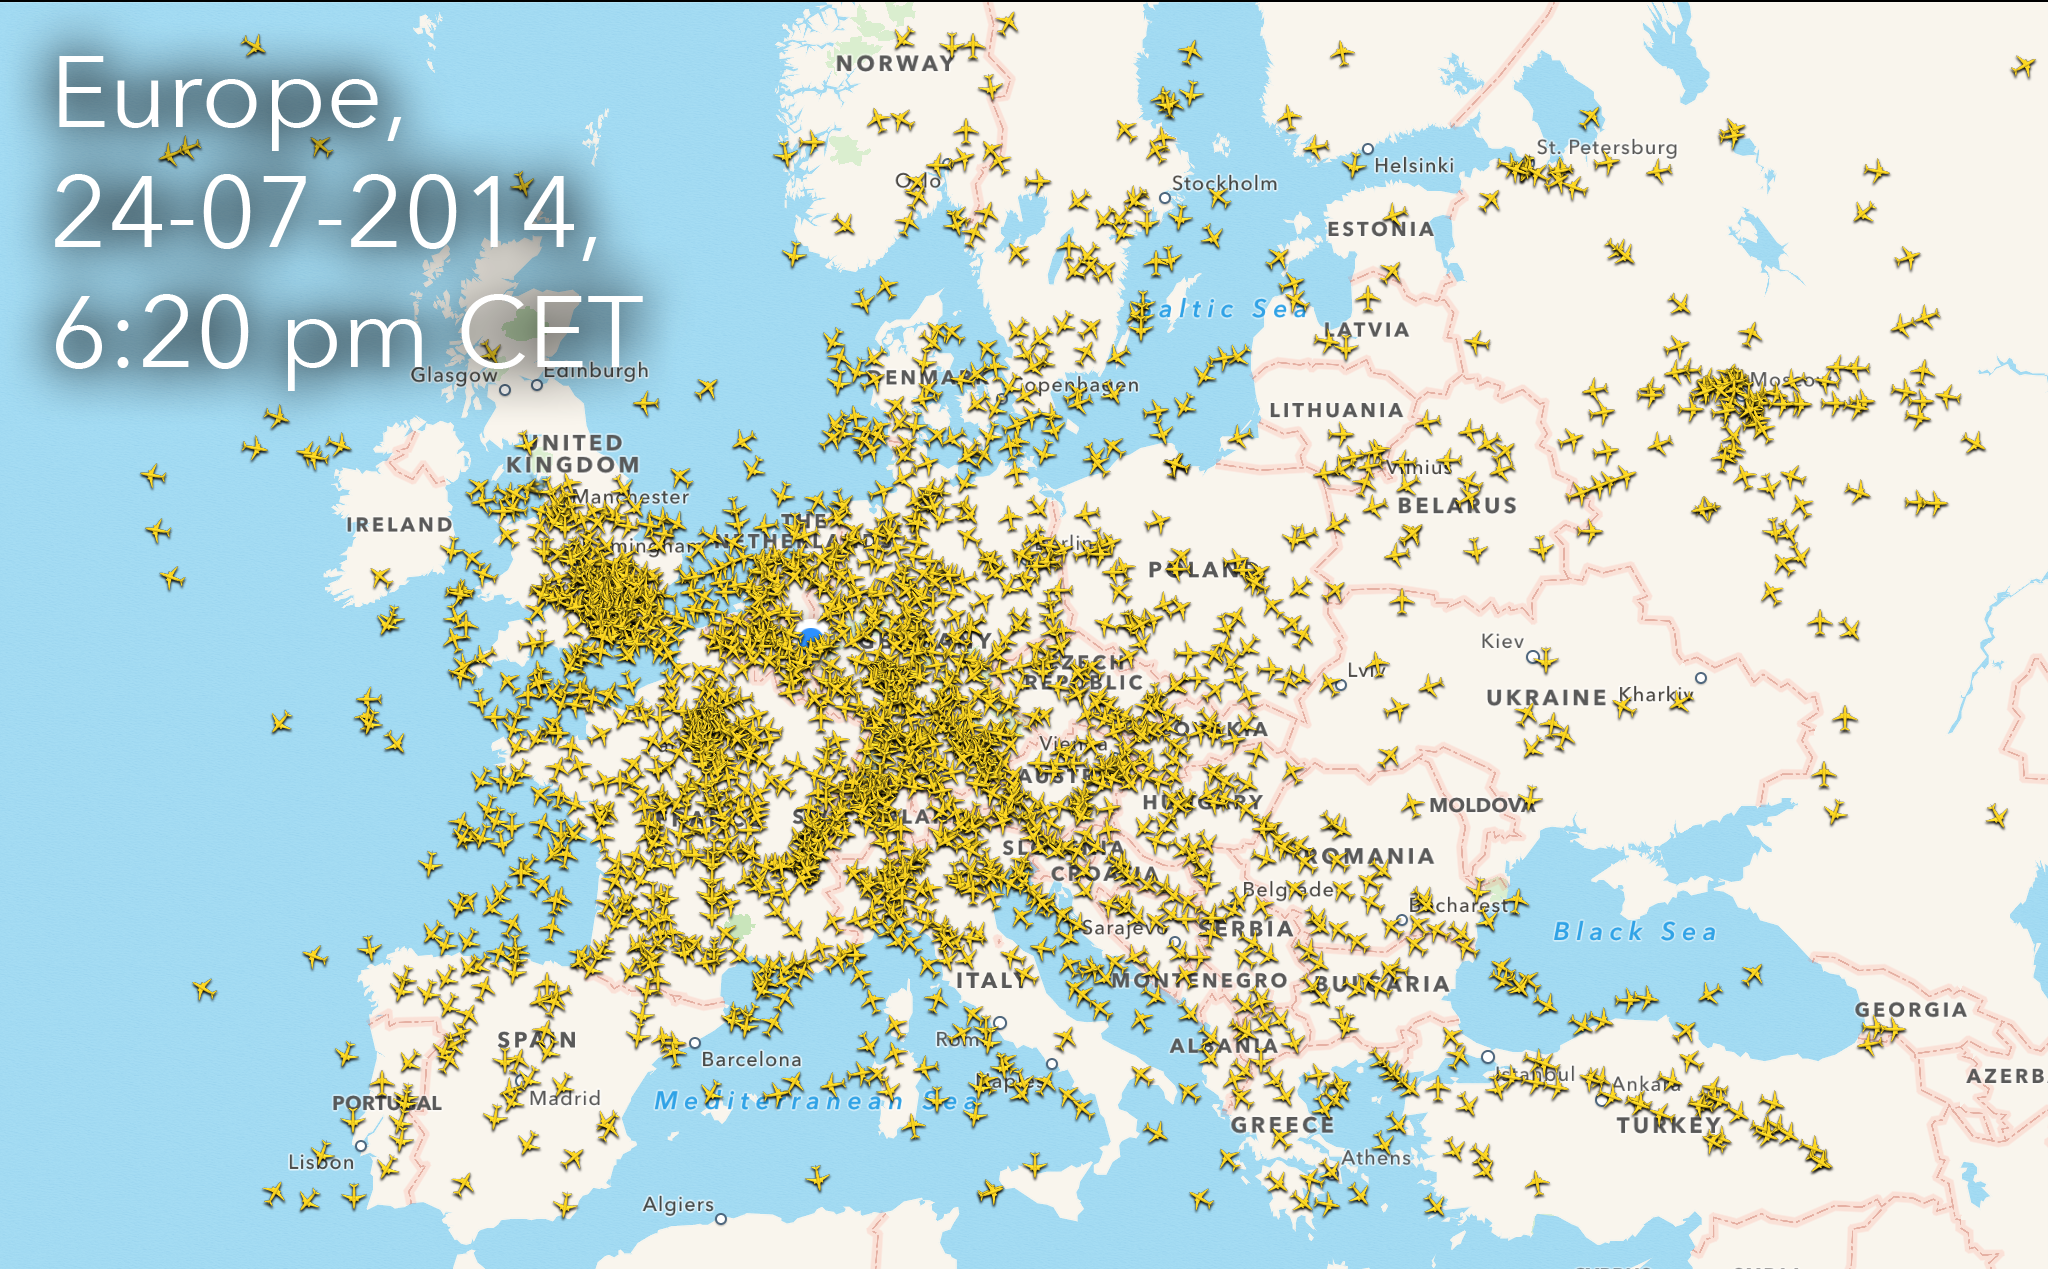 Europe,
24-07-2014,
6:20 pm CET
NORWAY
Oslo
Stockholm
Helsinki
St. Petersburg
ESTONIA
Baltic Sea
LATVIA
Glasgow
Edinburgh
DENMARK
Copenhagen
Moscow
LITHUANIA
UNITED
KINGDOM
Vilnius
Manchester
IRELAND
BELARUS
THE
NETHERLANDS
Birmingham
Berlin
POLAND
GERMANY
Kiev
CZECH
REPUBLIC
Lviv
UKRAINE
Kharkiv
SLOVAKIA
Vienna
AUSTRIA
HUNGARY
MOLDOVA
FRANCE
SWITZERLAND
SLOVENIA
CROATIA
ROMANIA
Belgrade
Bucharest
Sarajevo
SERBIA
Black Sea
ITALY
MONTENEGRO
BULGARIA
GEORGIA
SPAIN
Rome
ALBANIA
Barcelona
Istanbul
Ankara
AZERB
Naples
Madrid
PORTUGAL
Mediterranean Sea
GREECE
TURKEY
Lisbon
Athens
Algiers